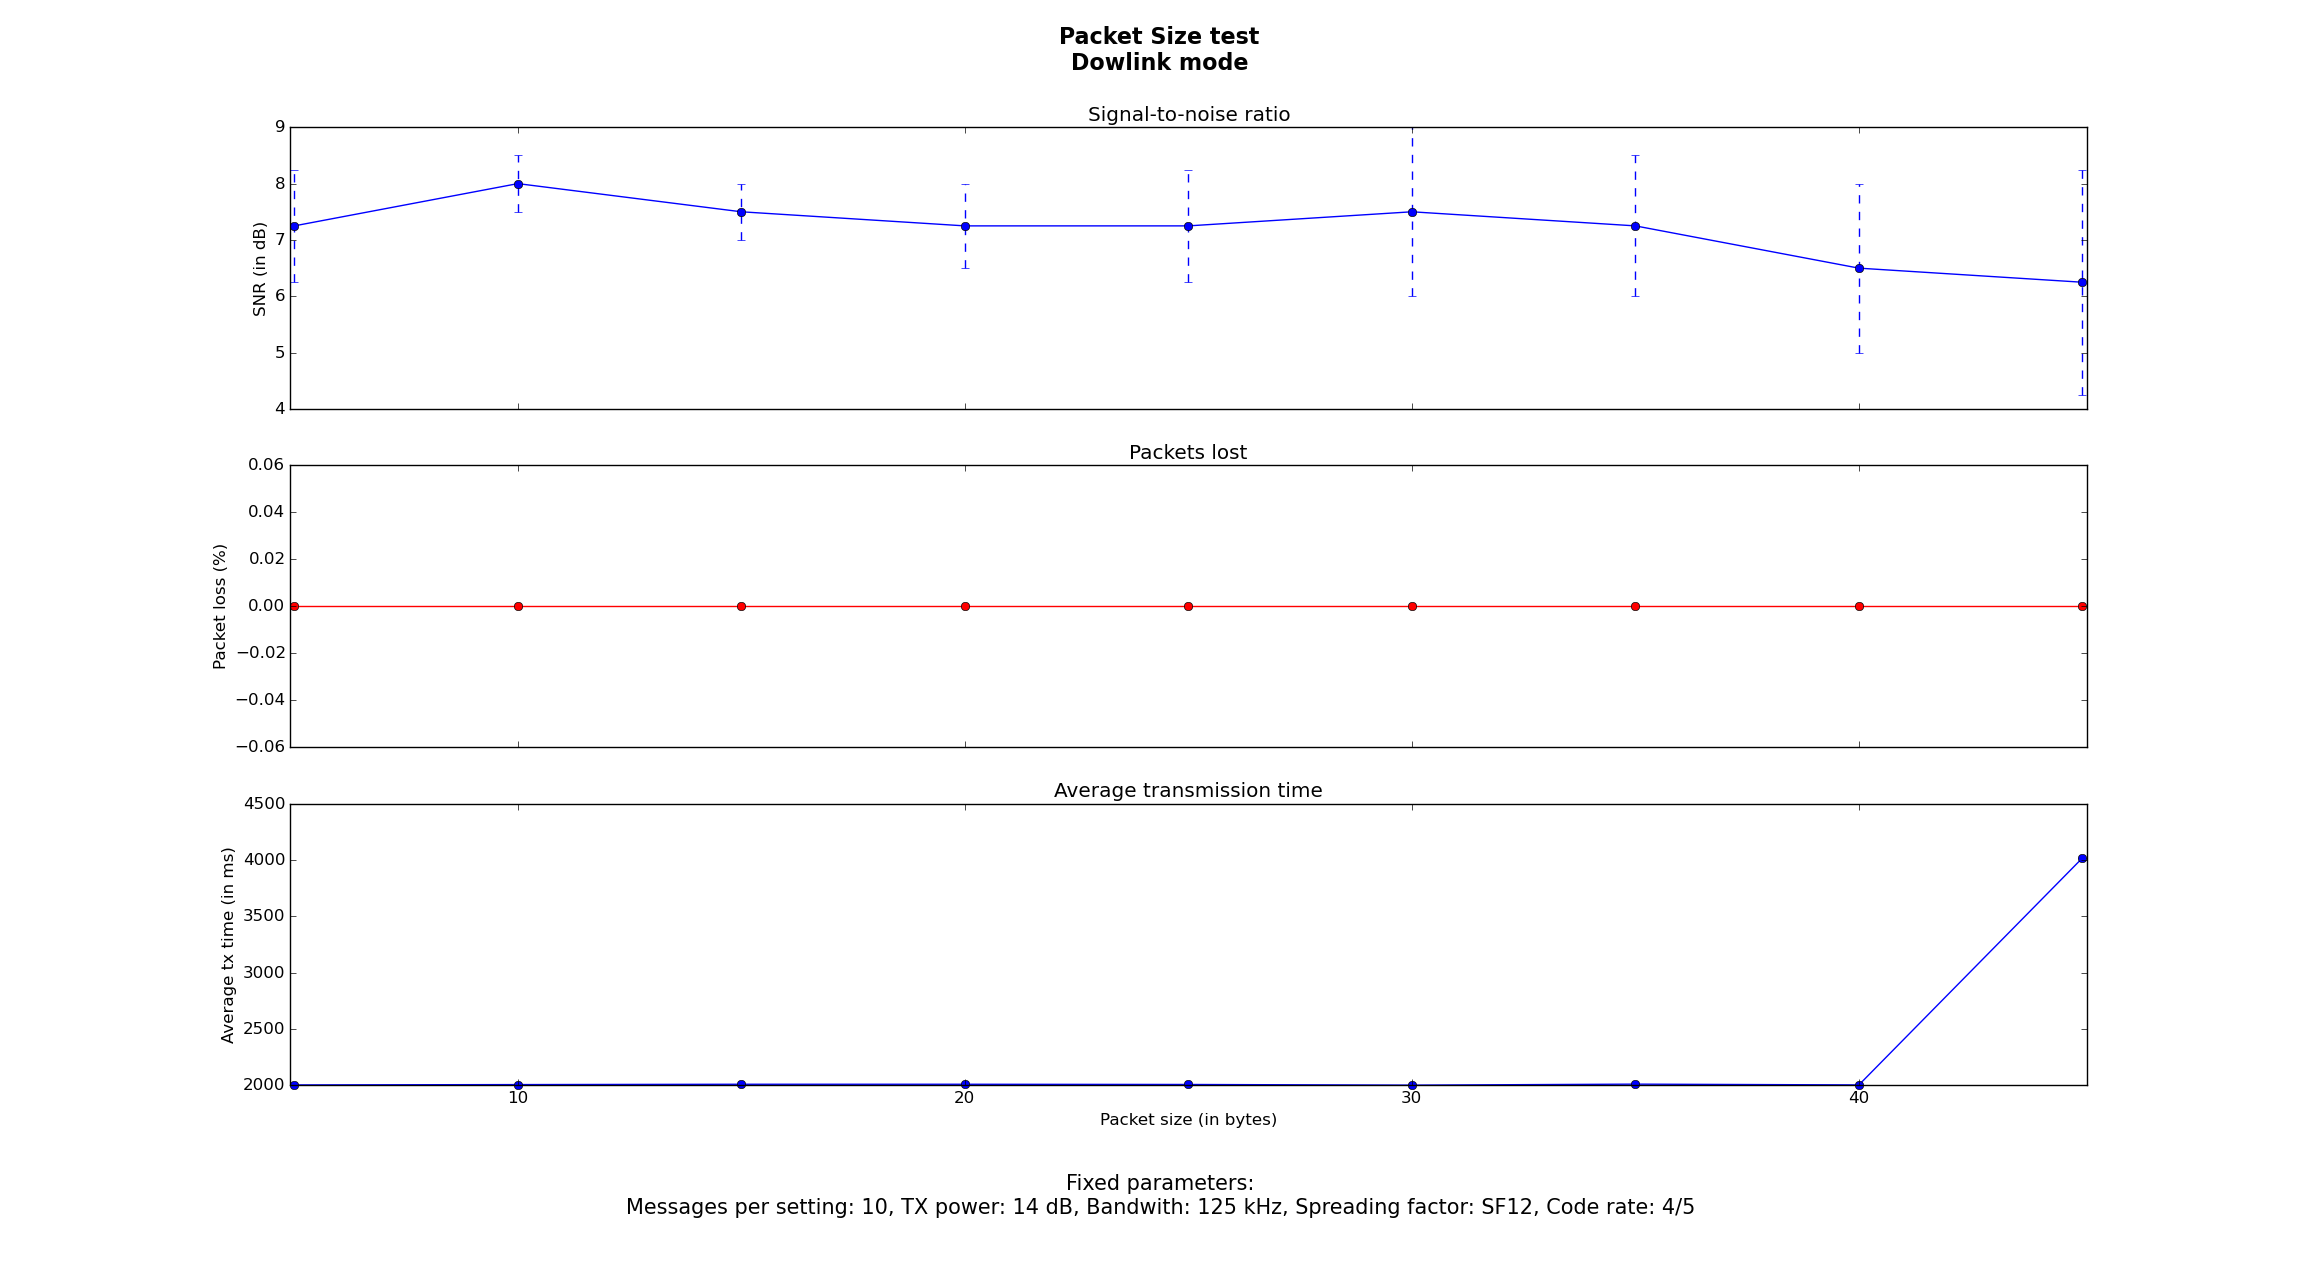 Packet Size test
Dowlink mode
Signal-to-noise ratio
9
8
7
6
5
4
SNR (in dB)
Packets lost
0.06
0.04
0.02
0.00
−0.02
−0.04
−0.06
Packet loss (%)
Average transmission time
4500
4000
3500
3000
2500
2000
Average tx time (in ms)
10 20 30 40
Packet size (in bytes)
Fixed parameters:
Messages per setting: 10, TX power: 14 dB, Bandwith: 125 kHz, Spreading factor: SF12, Code rate: 4/5